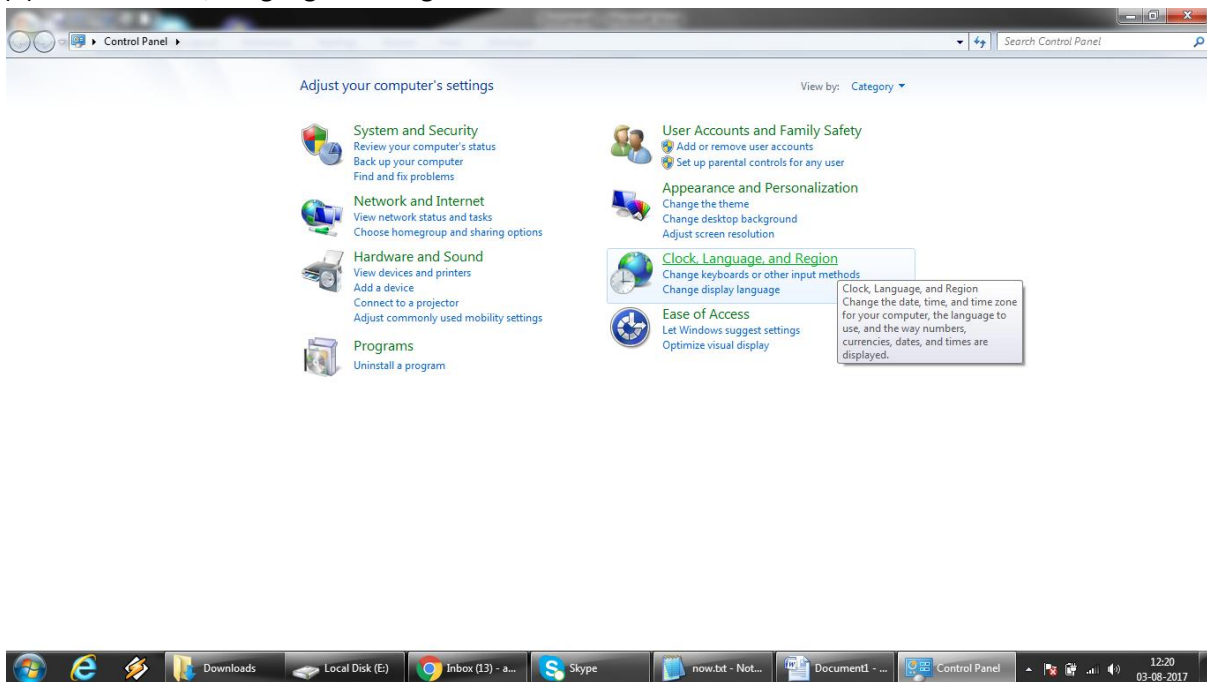 Control Panel
Search Control Panel
Adjust your computer's settings
View by: Category
System and Security
Review your computer's status
Back up your computer
Find and fix problems
Network and Internet
View network status and tasks
Choose homegroup and sharing options
Hardware and Sound
View devices and printers
Add a device
Connect to a projector
Adjust commonly used mobility settings
Programs
Uninstall a program
User Accounts and Family Safety
Add or remove user accounts
Set up parental controls for any user
Appearance and Personalization
Change the theme
Change desktop background
Adjust screen resolution
Clock, Language, and Region
Change keyboards or other input methods
Change display language
Clock, Language, and Region
Change the date, time, and time zone
for your computer, the language to
use, and the way numbers,
currencies, dates, and times are
displayed.
Ease of Access
Let Windows suggest settings
Optimize visual display
Downloads
Local Disk (E:)
Inbox (13) - a...
Skype
now.txt - Not...
Document1 - ...
Control Panel
12:20
03-08-2017